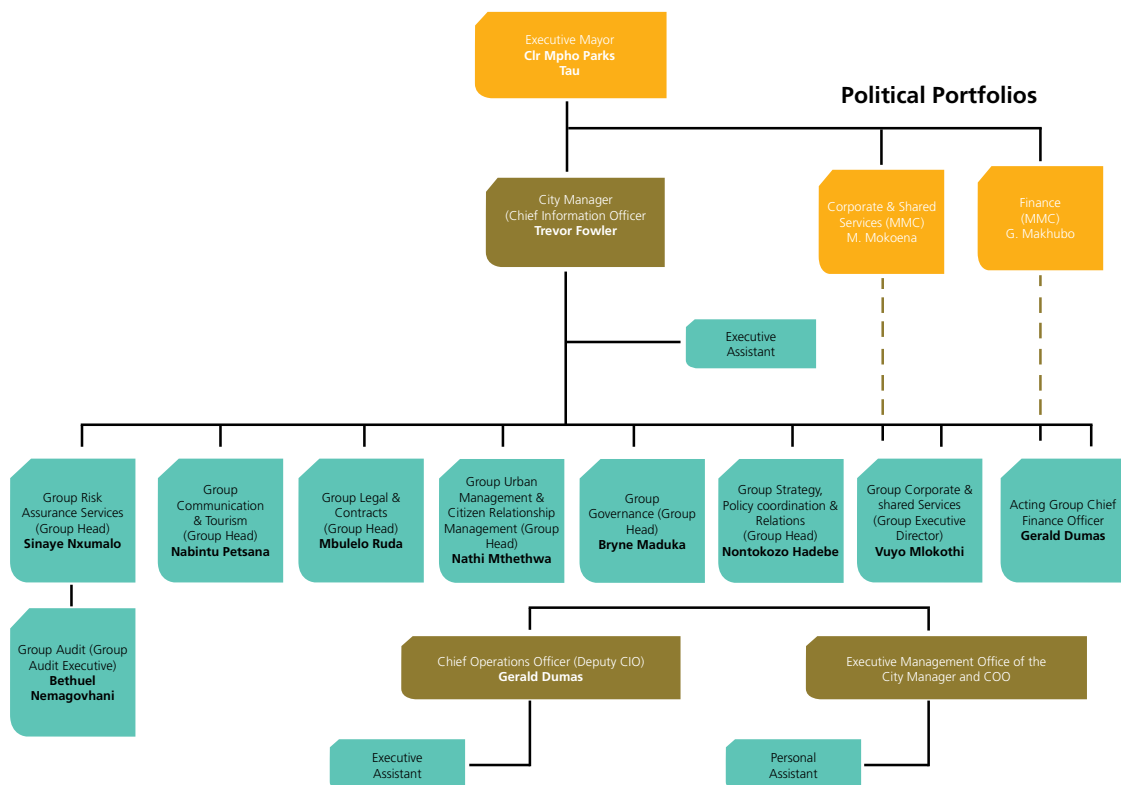 Executive Mayor
Clr Mpho Parks
Tau
Political Portfolios
City Manager
(Chief Information Officer
Trevor Fowler
Corporate & Shared
Services (MMC)
M. Mokoena
Finance
(MMC)
G. Makhubo
Executive
Assistant
Group Risk
Assurance Services
(Group Head)
Sinaye Nxumalo
Group
Communication
& Tourism
(Group Head)
Nabintu Petsana
Group Legal &
Contracts
(Group Head)
Mbulelo Ruda
Group Urban
Management &
Citizen Relationship
Management (Group
Head)
Nathi Mthethwa
Group
Governance (Group
Head)
Bryne Maduka
Group Strategy,
Policy coordination &
Relations
(Group Head)
Nontokozo Hadebe
Group Corporate &
shared Services
(Group Executive
Director)
Vuyo Mlokothi
Acting Group Chief
Finance Officer
Gerald Dumas
Group Audit (Group
Audit Executive)
Bethuel
Nemagovhani
Chief Operations Officer (Deputy CIO)
Gerald Dumas
Executive Management Office of the
City Manager and COO
Executive
Assistant
Personal
Assistant